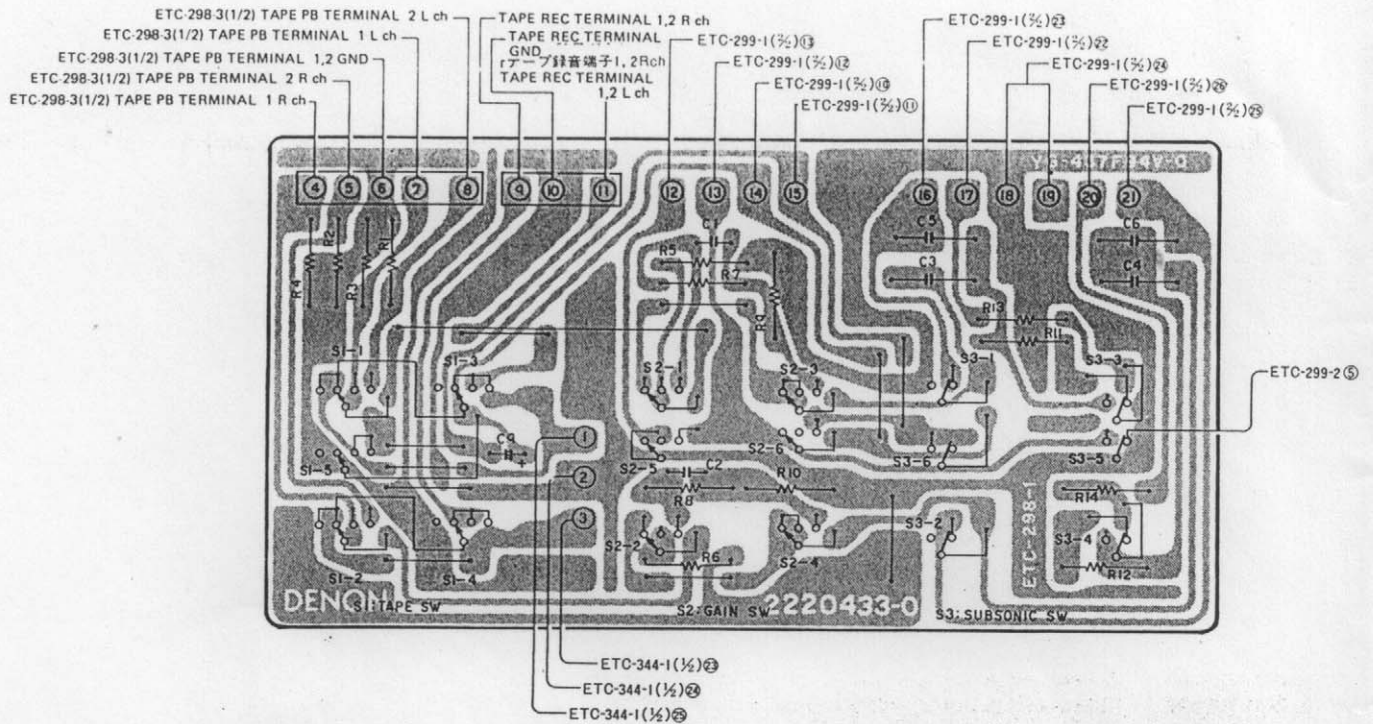 ETC-298-3(1/2) TAPE PB TERMINAL 2 L ch
ETC-298-3(1/2) TAPE PB TERMINAL 1 L ch
ETC-298-3(1/2) TAPE PB TERMINAL 1,2 GND
ETC-298-3(1/2) TAPE PB TERMINAL 2 R ch
ETC-298-3(1/2) TAPE PB TERMINAL 1 R ch
TAPE REC TERMINAL 1,2 R ch
TAPE REC TERMINAL
GND
rテープ録音端子1,2Rch
TAPE REC TERMINAL
1,2 L ch
ETC-299-1(2/2)⑬
ETC-299-1(2/2)⑫
ETC-299-1(2/2)⑩
ETC-299-1(2/2)⑪
ETC-299-1(2/2)㉓
ETC-299-1(2/2)㉒
ETC-299-1(2/2)㉔
ETC-299-1(2/2)㉖
ETC-299-1(2/2)㉕
④ ⑤ ⑥ ⑦ ⑧ ⑨ ⑩ ⑪ ⑫ ⑬ ⑭ ⑮ ⑯ ⑰ ⑱ ⑲ ⑳ ㉑
R4 R2 R3 R1
C1
R5
R7
R9
C5
C3
C6
C4
R13
R11
S1-1
S1-3
S2-1
S2-3
S3-1
S3-3
ETC-299-2⑤
C9
+
①
②
③
S1-5
S2-5
C2
S2-6
S3-6
S3-5
R8
R10
R14
S2-2
R6
S2-4
S3-2
S3-4
R12
ETC 298-1
S1-2
S1-4
DENON
S1:TAPE SW
S2:GAIN SW
2220433-0
S3:SUBSONIC SW
ETC-344-1(1/2)㉓
ETC-344-1(1/2)㉔
ETC-344-1(1/2)㉕